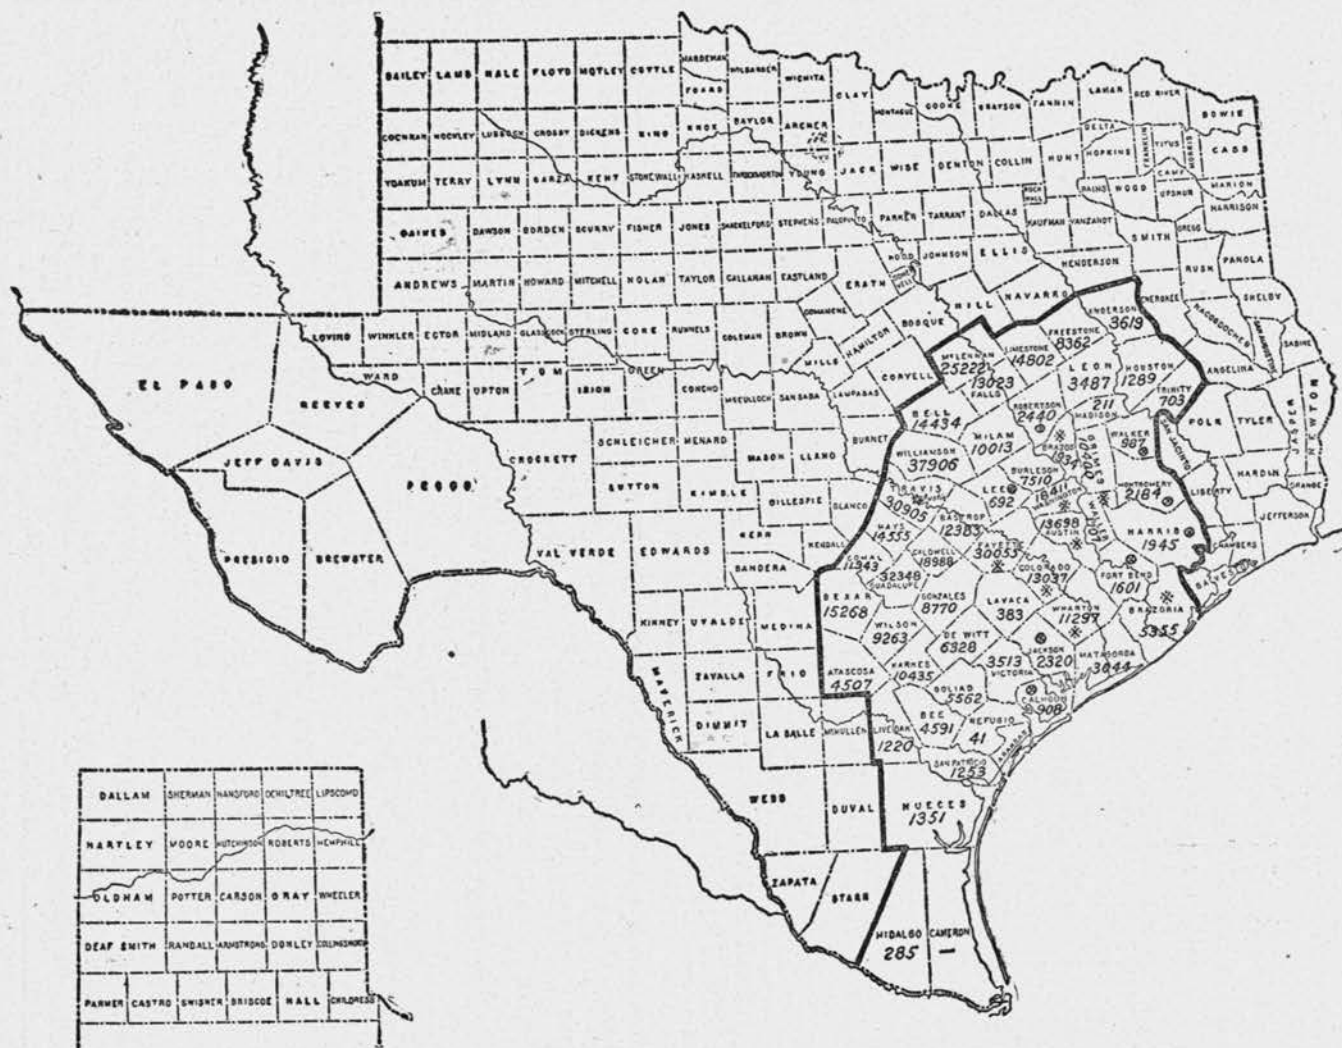 BAILEY LAMB HALE FLOYD MOTLEY COTTLE HARDEMAN WILBARGER WICHITA
FOARD
CLAY MONTAGUE COOKE GRAYSON FANNIN LAMAR RED RIVER BOWIE
COCHRAN HOCKLEY LUBBOCK CROSBY DICKENS KING KNOX BAYLOR ARCHER
DELTA HOPKINS FRANKLIN TITUS MORRIS CASS
YOAKUM TERRY LYNN GARZA KENT STONEWALL HASKELL THROCKMORTON YOUNG JACK WISE DENTON COLLIN HUNT
CAMP UPSHUR MARION
ROCK WALL RAINS WOOD HARRISON
GAINES DAWSON BORDEN SCURRY FISHER JONES SHACKELFORD STEPHENS PALOPINTO PARKER TARRANT DALLAS KAUFMAN VANZANDT
SMITH GREGG
ANDREWS MARTIN HOWARD MITCHELL NOLAN TAYLOR CALLAHAN EASTLAND ERATH HOOD JOHNSON ELLIS HENDERSON RUSK PANOLA
HILL NAVARRO
COMANCHE HAMILTON BOSQUE
CHEROKEE NACOGDOCHES SHELBY
SABINE
LOVING WINKLER ECTOR MIDLAND GLASSCOCK STERLING COKE RUNNELS COLEMAN BROWN MILLS
EL PASO
WARD CRANE UPTON TOM GREEN IRION CONCHO McCULLOCH SAN SABA LAMPASAS CORYELL
ANGELINA
REEVES
JEFF DAVIS PECOS CROCKETT SCHLEICHER MENARD MASON LLANO BURNET
POLK TYLER JASPER NEWTON
SUTTON KIMBLE GILLESPIE BLANCO
HARDIN LIBERTY ORANGE
JEFFERSON
CHAMBERS
PRESIDIO BREWSTER VAL VERDE EDWARDS KERR KENDALL
BANDERA
KINNEY UVALDE MEDINA
MAVERICK ZAVALLA FRIO
DIMMIT LA SALLE McMULLEN
WEBB DUVAL
ZAPATA STARR
ANDERSON
3619
FREESTONE
8362
LIMESTONE
14802
McLENNAN
25222
13023
FALLS
LEON
3487
HOUSTON
1289
TRINITY
703
BELL
14434
ROBERTSON
2440
211
MADISON
SAN JACINTO
WALKER
987
MILAM
10013
BRAZOS
1934
GRIMES
10400
WILLIAMSON
37906
BURLESON
7510
MONTGOMERY
2184
TRAVIS
30905
LEE
692
18411
WASHINGTON
BASTROP
12383
HAYS
14555
13698
AUSTIN
WALLER
HARRIS
1945
COMAL
11343
CALDWELL
18988
FAYETTE
30053
COLORADO
13037
FORT BEND
1601
32348
GUADALUPE
BEXAR
15268
GONZALES
8770
LAVACA
383
WHARTON
11297
BRAZORIA
5355
WILSON
9263
DE WITT
6328
JACKSON
2320
MATAGORDA
3044
ATASCOSA
4507
KARNES
10435
3513
VICTORIA
GOLIAD
5562
CALHOUN
908
BEE
4591
REFUGIO
41
ARANSAS
LIVE OAK
1220
SAN PATRICIO
1253
NUECES
1351
HIDALGO
285
CAMERON
—
DALLAM SHERMAN HANSFORD OCHILTREE LIPSCOMB
HARTLEY MOORE HUTCHINSON ROBERTS HEMPHILL
OLDHAM POTTER CARSON GRAY WHEELER
DEAF SMITH RANDALL ARMSTRONG DONLEY COLLINGSWORTH
PARMER CASTRO SWISHER BRISCOE HALL CHILDRESS